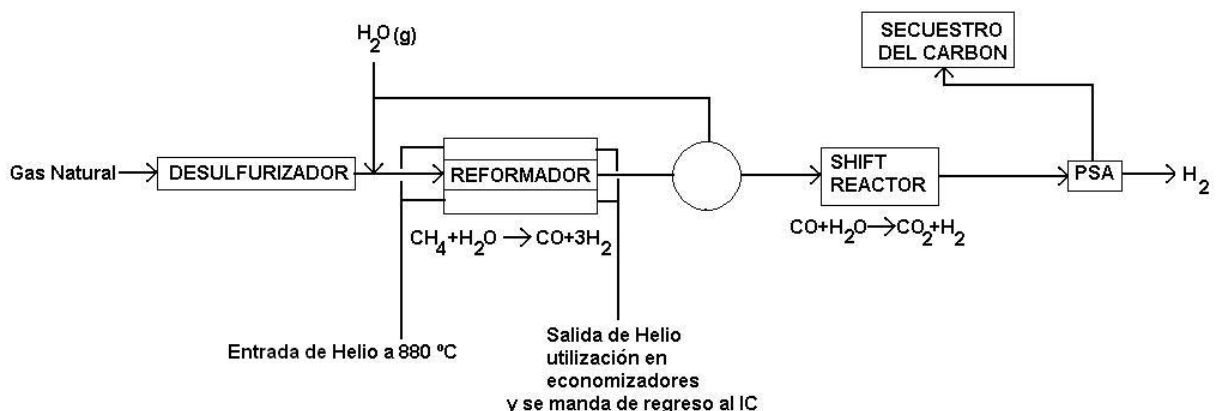 H2O (g)
SECUESTRO
DEL CARBON
Gas Natural
DESULFURIZADOR
REFORMADOR
SHIFT
REACTOR
PSA
H2
CH4+H2O → CO+3H2
CO+H2O→CO2+H2
Entrada de Helio a 880 ºC
Salida de Helio
utilización en
economizadores
y se manda de regreso al IC